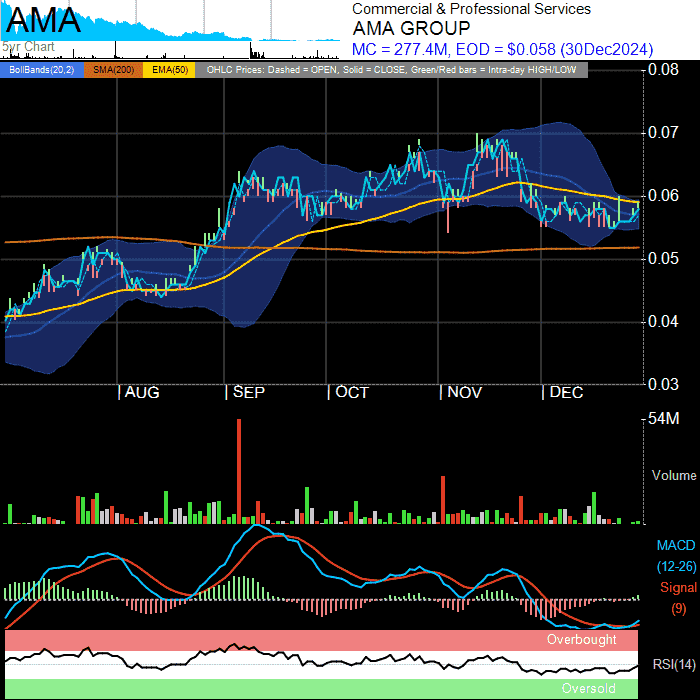 AMA
5yr Chart
Commercial & Professional Services
AMA GROUP
MC = 277.4M, EOD = $0.058 (30Dec2024)
BollBands(20,2) SMA(200) EMA(50) OHLC Prices: Dashed = OPEN, Solid = CLOSE, Green/Red bars = Intra-day HIGH/LOW
0.08
0.07
0.06
0.05
0.04
0.03
| AUG | SEP | OCT | NOV | DEC
54M
Volume
MACD
(12-26)
Signal
(9)
Overbought
RSI(14)
Oversold